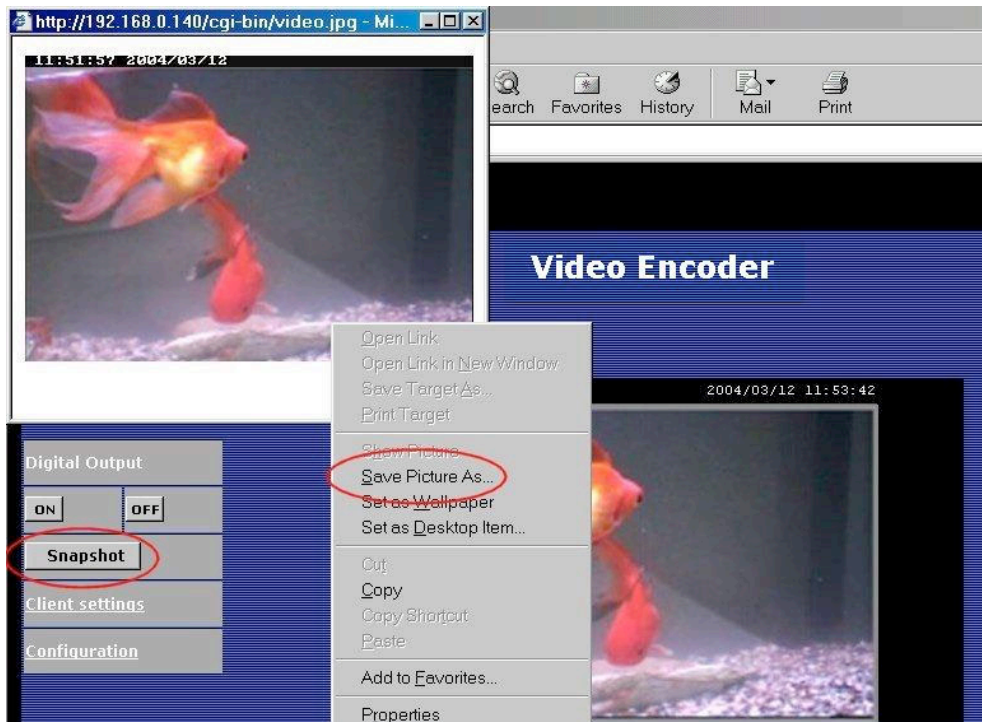 http://192.168.0.140/cgi-bin/video.jpg - Mi...
11:51:57 2004/03/12
earch Favorites History Mail Print
Video Encoder
2004/03/12 11:53:42
Digital Output
ON OFF
Snapshot
Client settings
Configuration
Open Link
Open Link in New Window
Save Target As...
Print Target
Show Picture
Save Picture As...
Set as Wallpaper
Set as Desktop Item...
Cut
Copy
Copy Shortcut
Paste
Add to Favorites...
Properties